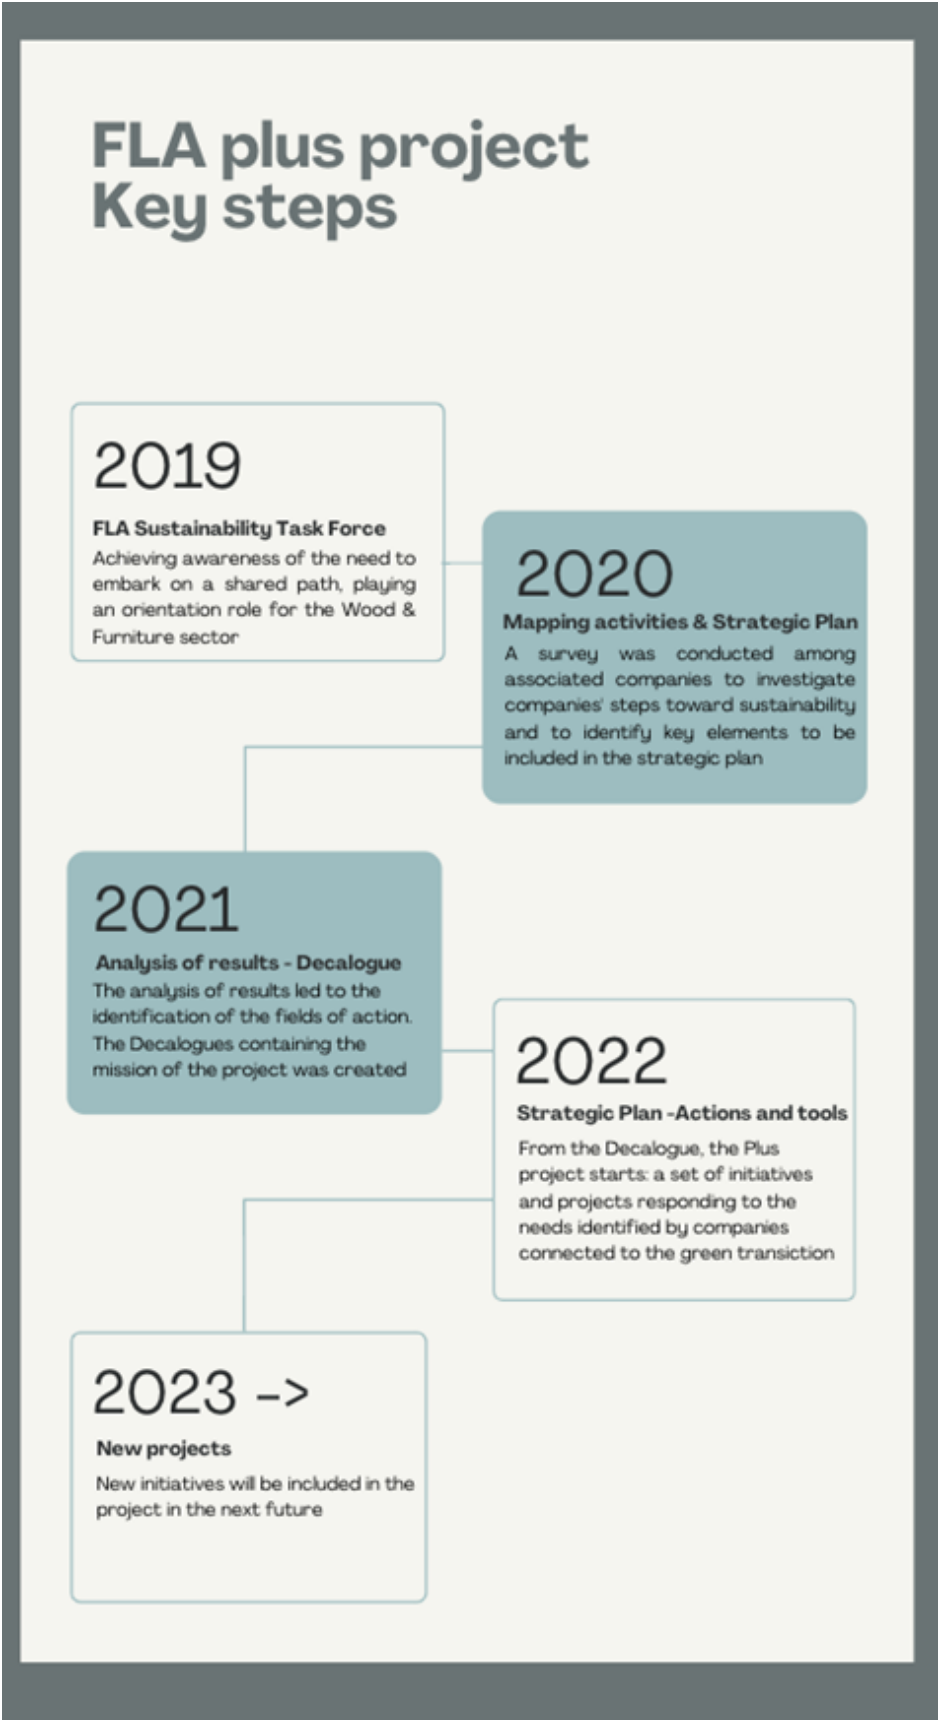 FLA plus project
Key steps
2019
FLA Sustainability Task Force
Achieving awareness of the need to
embark on a shared path, playing
an orientation role for the Wood &
Furniture sector
2020
Mapping activities & Strategic Plan
A survey was conducted among
associated companies to investigate
companies' steps toward sustainability
and to identify key elements to be
included in the strategic plan
2021
Analysis of results - Decalogue
The analysis of results led to the
identification of the fields of action.
The Decalogues containing the
mission of the project was created
2022
Strategic Plan -Actions and tools
From the Decalogue, the Plus
project starts: a set of initiatives
and projects responding to the
needs identified by companies
connected to the green transiction
2023 ->
New projects
New initiatives will be included in the
project in the next future